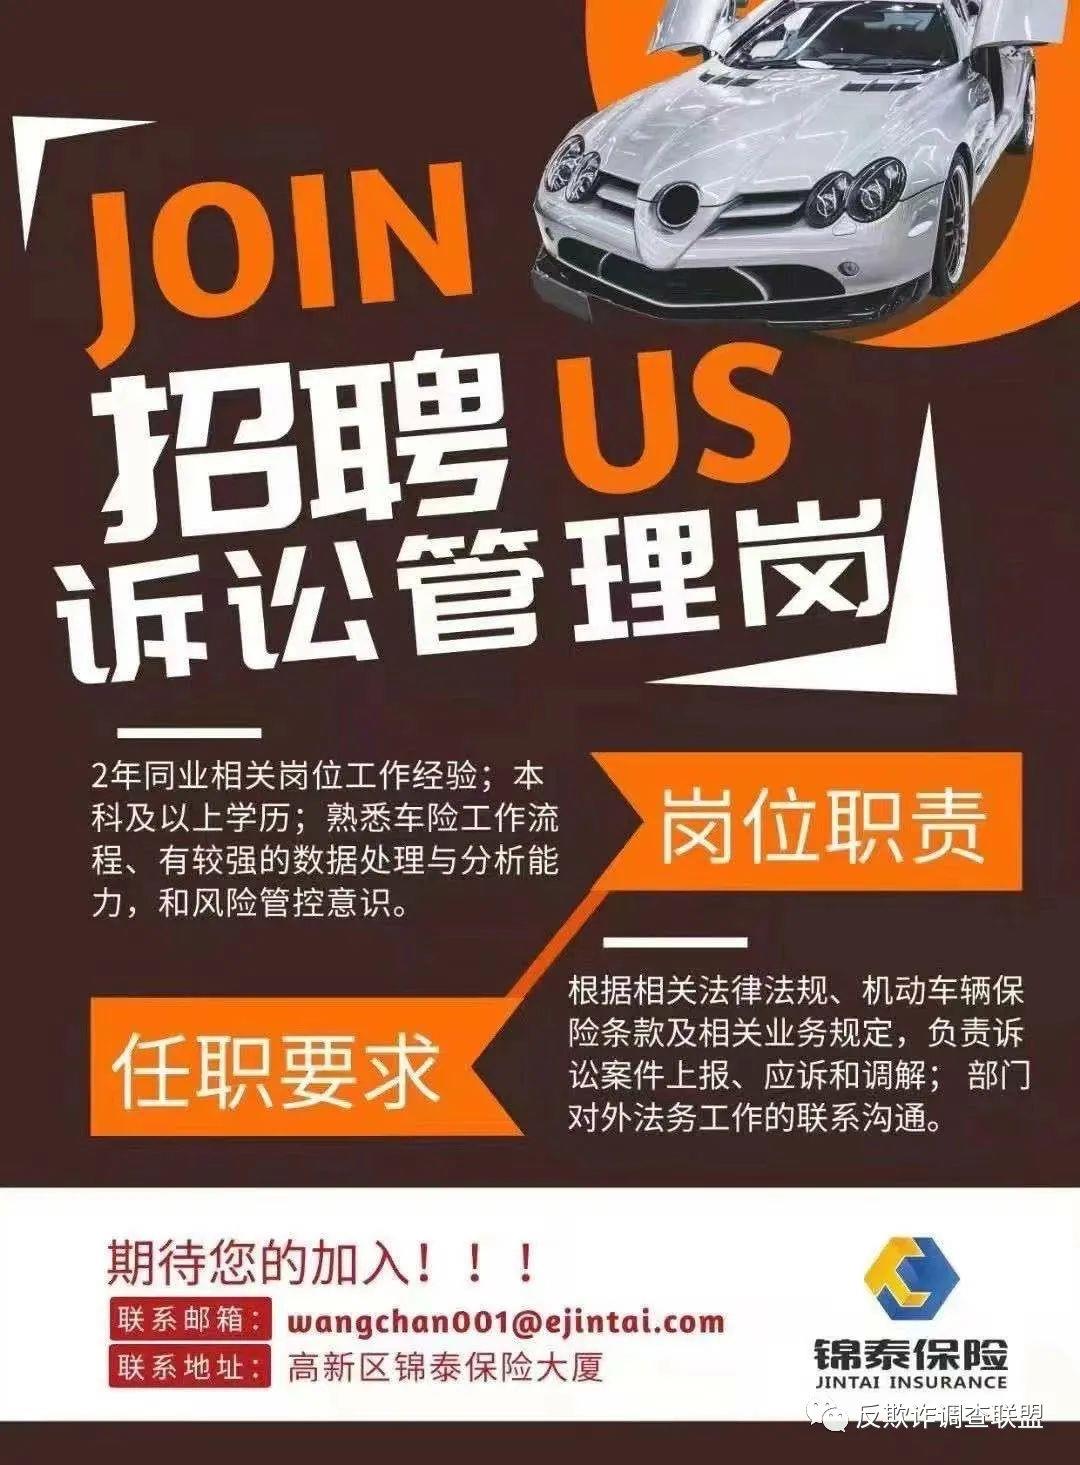 JOIN
招聘 US
诉讼管理岗
2年同业相关岗位工作经验；本
科及以上学历；熟悉车险工作流
程、有较强的数据处理与分析能
力，和风险管控意识。
岗位职责
任职要求
根据相关法律法规、机动车辆保
险条款及相关业务规定，负责诉
讼案件上报、应诉和调解； 部门
对外法务工作的联系沟通。
期待您的加入！！！
联系邮箱： wangchan001@ejintai.com
联系地址： 高新区锦泰保险大厦
锦泰保险
JINTAI INSURANCE
反欺诈调查联盟